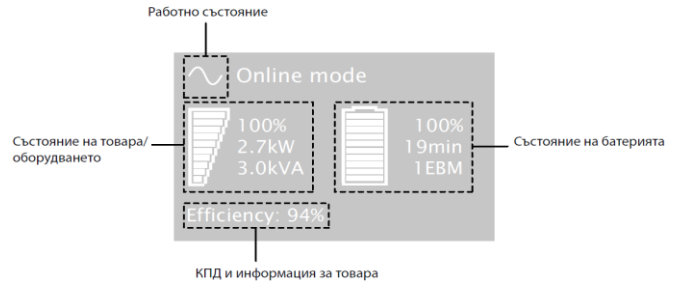 Работно състояние
Online mode
Състояние на товара/
оборудването
100%
2.7kW
3.0kVA
100%
19min
1EBM
Състояние на батерията
Efficiency: 94%
КПД и информация за товара